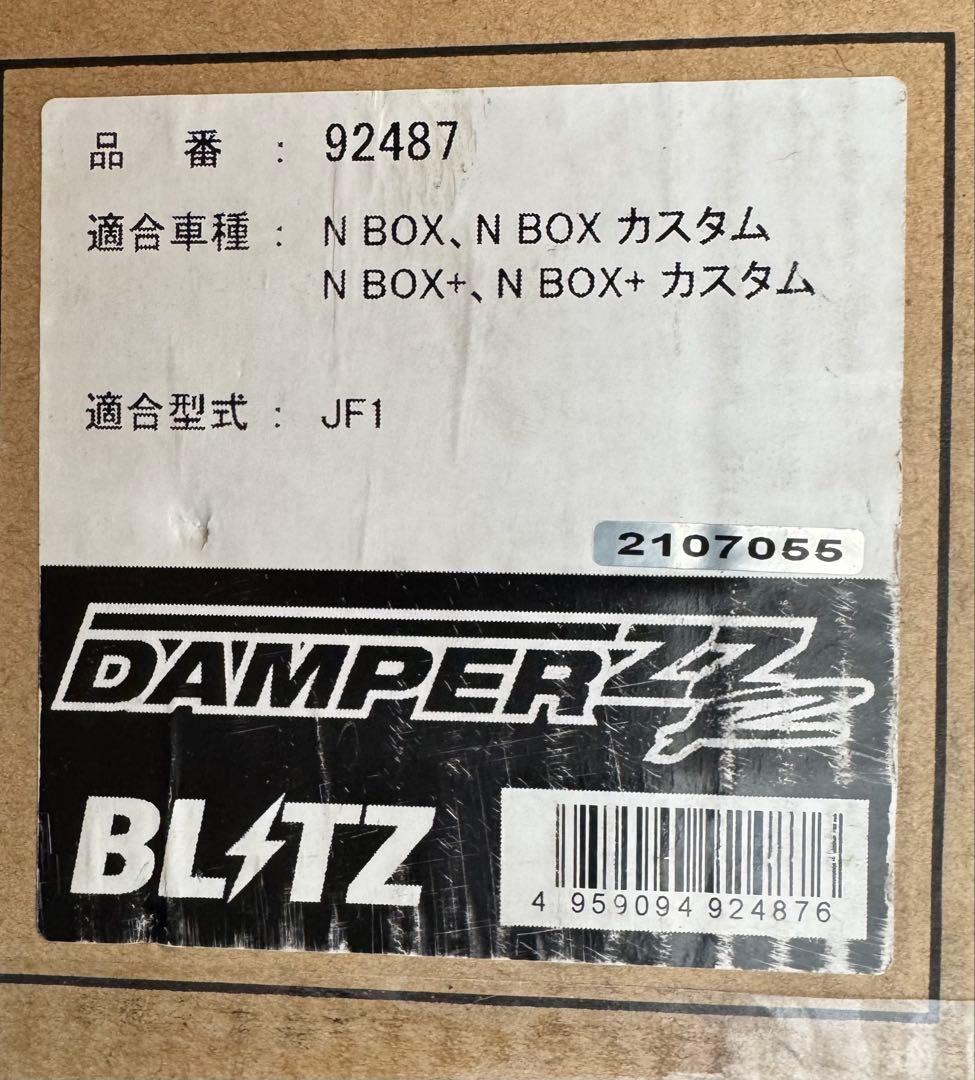 品 番 : 92487
適合車種 : N BOX、N BOX カスタム
N BOX+、N BOX+ カスタム
適合型式 : JF1
2107055
DAMPER ZZ-R
BLITZ
4 959094 924876